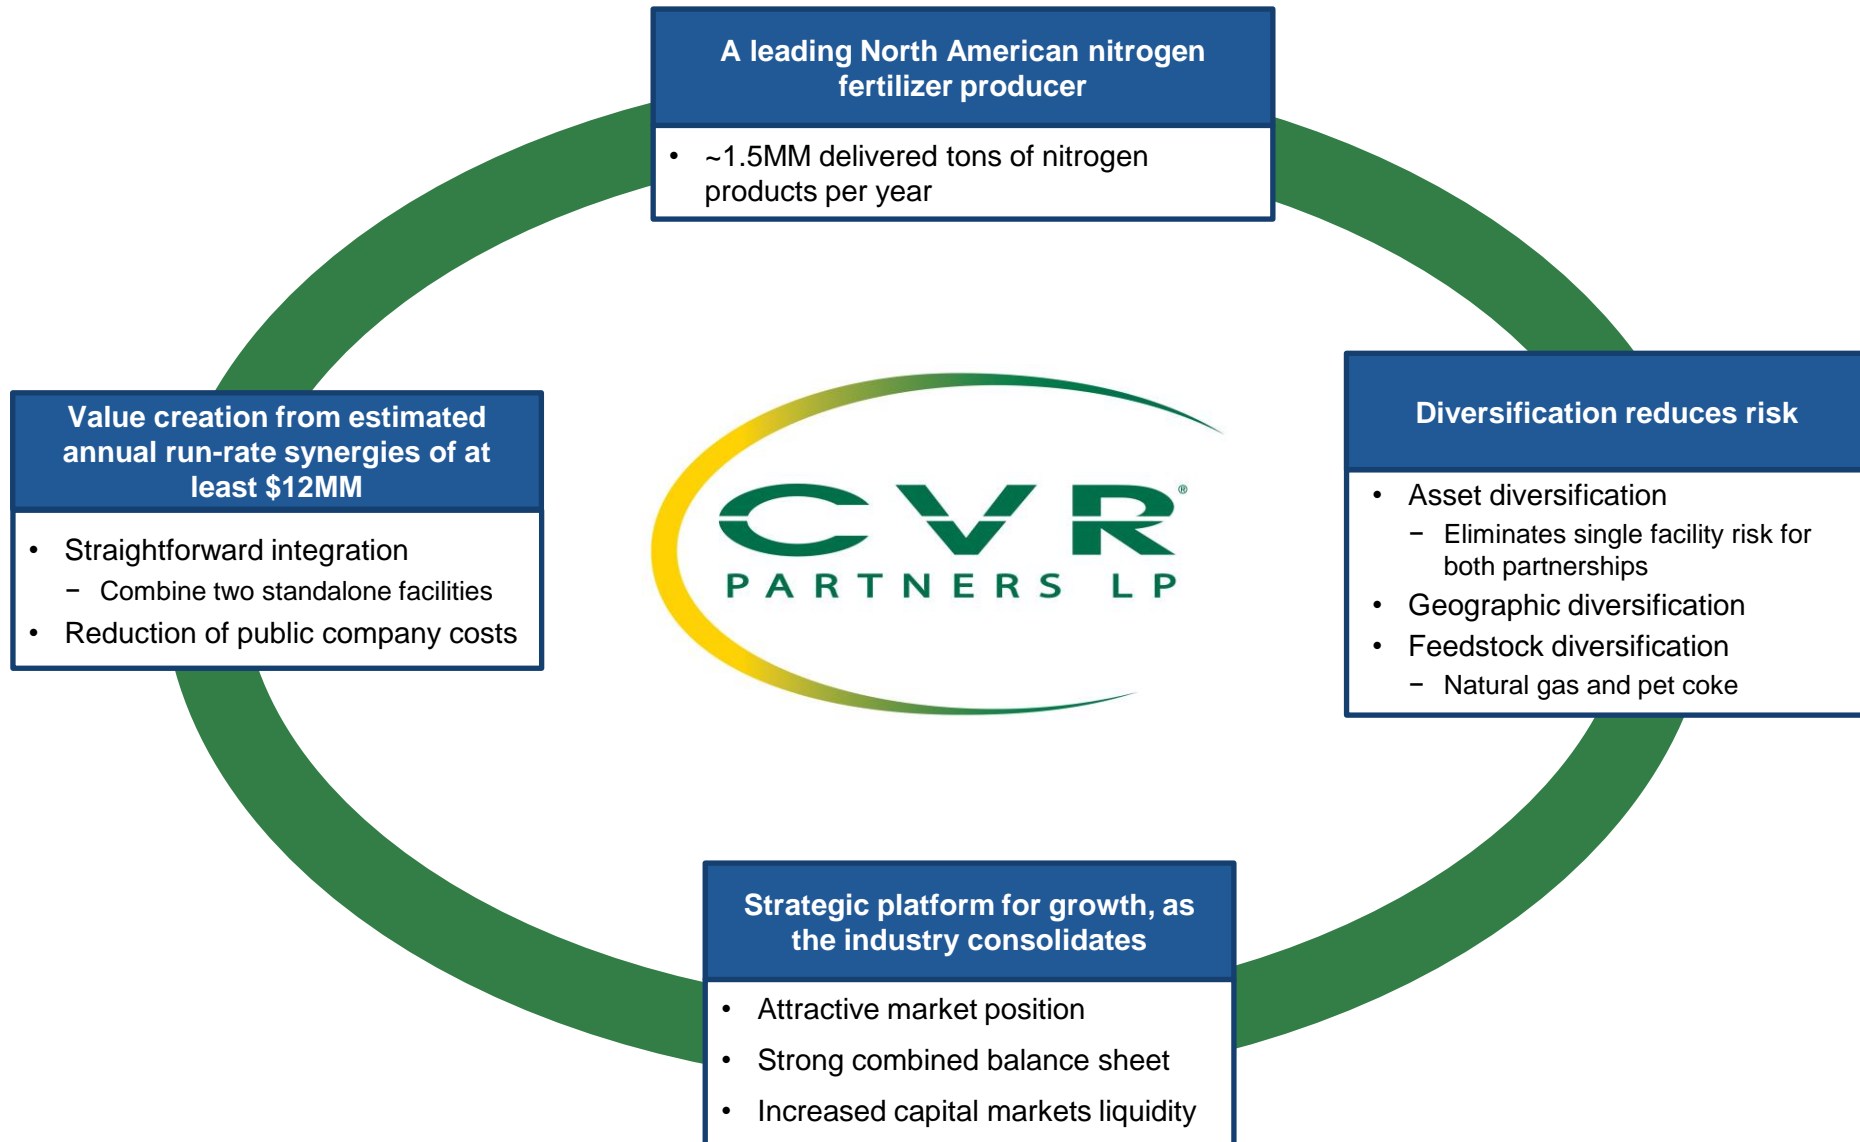 A leading North American nitrogen
fertilizer producer
• ~1.5MM delivered tons of nitrogen
products per year
Value creation from estimated
annual run-rate synergies of at
least $12MM
• Straightforward integration
− Combine two standalone facilities
• Reduction of public company costs
CVR®
PARTNERS LP
Diversification reduces risk
• Asset diversification
− Eliminates single facility risk for
both partnerships
• Geographic diversification
• Feedstock diversification
− Natural gas and pet coke
Strategic platform for growth, as
the industry consolidates
• Attractive market position
• Strong combined balance sheet
• Increased capital markets liquidity